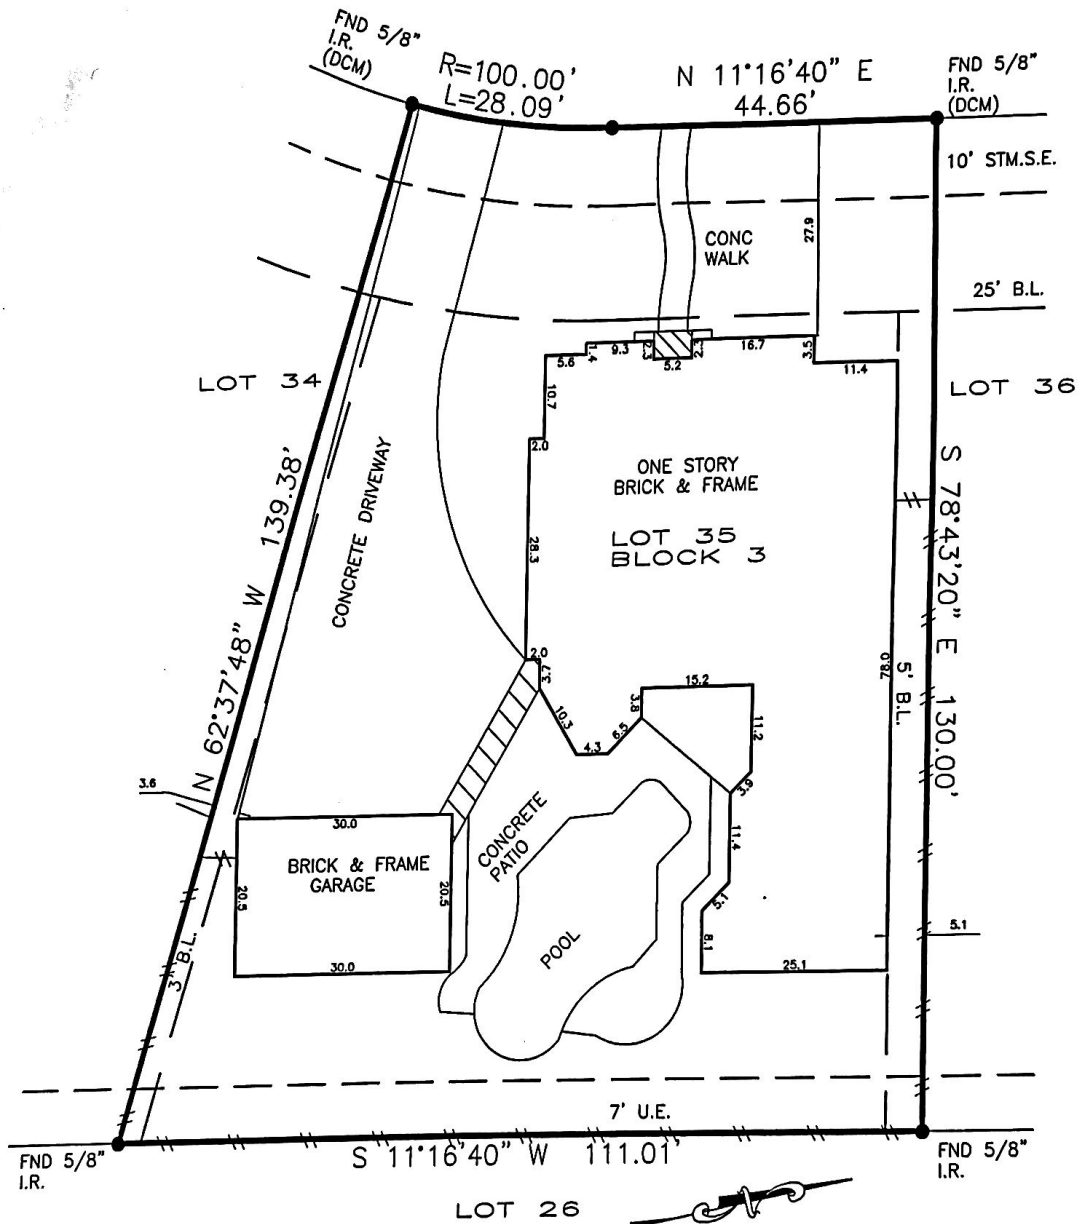 FND 5/8"
I.R.
(DCM)
R=100.00'
L=28.09'
N 11°16'40" E
44.66'
FND 5/8"
I.R.
(DCM)
10' STM.S.E.
CONC
WALK
27.9
25' B.L.
LOT 34
LOT 36
5.6
1.4
9.3
2.3
5.2
2.3
16.7
3.5
11.4
10.7
2.0
ONE STORY
BRICK & FRAME
LOT 35
BLOCK 3
CONCRETE DRIVEWAY
N 62°37'48" W 139.38'
S 78°43'20" E 130.00'
28.3
2.0
3.7
10.3
4.3
6.5
3.8
15.2
11.2
3.9
11.4
5.1
8.1
25.1
78.0
5' B.L.
5.1
3.6
30.0
BRICK & FRAME
GARAGE
20.5
20.5
30.0
CONCRETE
PATIO
POOL
3' B.L.
7' U.E.
FND 5/8"
I.R.
S 11°16'40" W 111.01'
FND 5/8"
I.R.
LOT 26
N